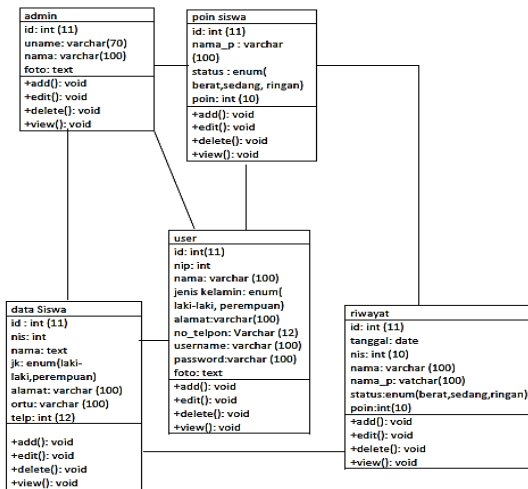 admin
id: int (11)
uname: varchar(70)
nama: varchar(100)
foto: text
+add(): void
+edit(): void
+delete(): void
+view(): void
poin siswa
id: int (11)
nama_p : varchar
(100)
status : enum(
berat,sedang, ringan)
poin: int (10)
+add(): void
+edit(): void
+delete(): void
+view(): void
user
id: int(11)
nip: int
nama: varchar (100)
jenis kelamin: enum(
laki-laki, perempuan)
alamat:varchar(100)
no_telpon: Varchar (12)
username: varchar (100)
password:varchar (100)
foto: text
+add(): void
+edit(): void
+delete(): void
+view(): void
data Siswa
id : int (11)
nis: int
nama: text
jk: enum(laki-
laki,perempuan)
alamat: varchar (100)
ortu: varchar (100)
telp: int (12)
+add(): void
+edit(): void
+delete(): void
+view(): void
riwayat
id: int (11)
tanggal: date
nis: int (10)
nama: varchar (100)
nama_p: vatchar(100)
status:enum(berat,sedang,ringan)
poin:int(10)
+add(): void
+edit(): void
+delete(): void
+view(): void